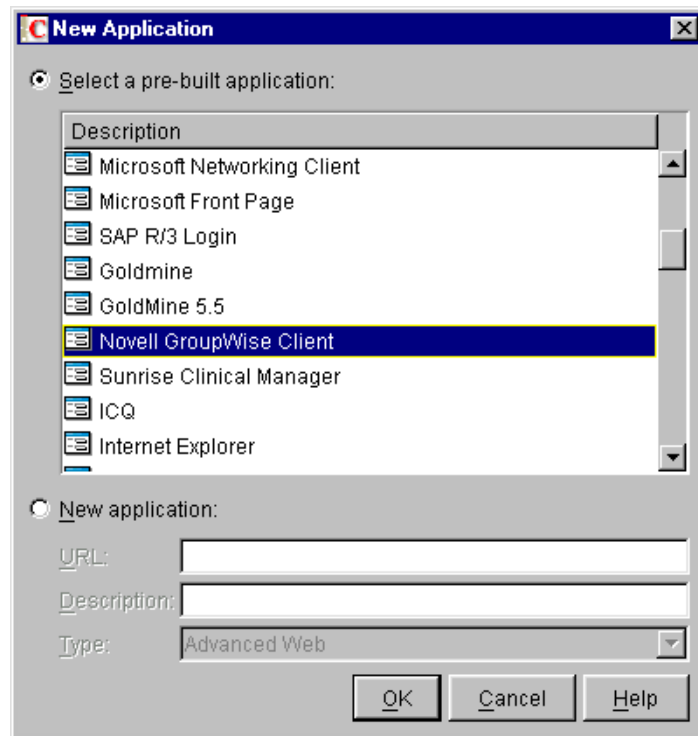 C New Application
Select a pre-built application:
Description
Microsoft Networking Client
Microsoft Front Page
SAP R/3 Login
Goldmine
GoldMine 5.5
Novell GroupWise Client
Sunrise Clinical Manager
ICQ
Internet Explorer
New application:
URL:
Description:
Type: Advanced Web
OK Cancel Help